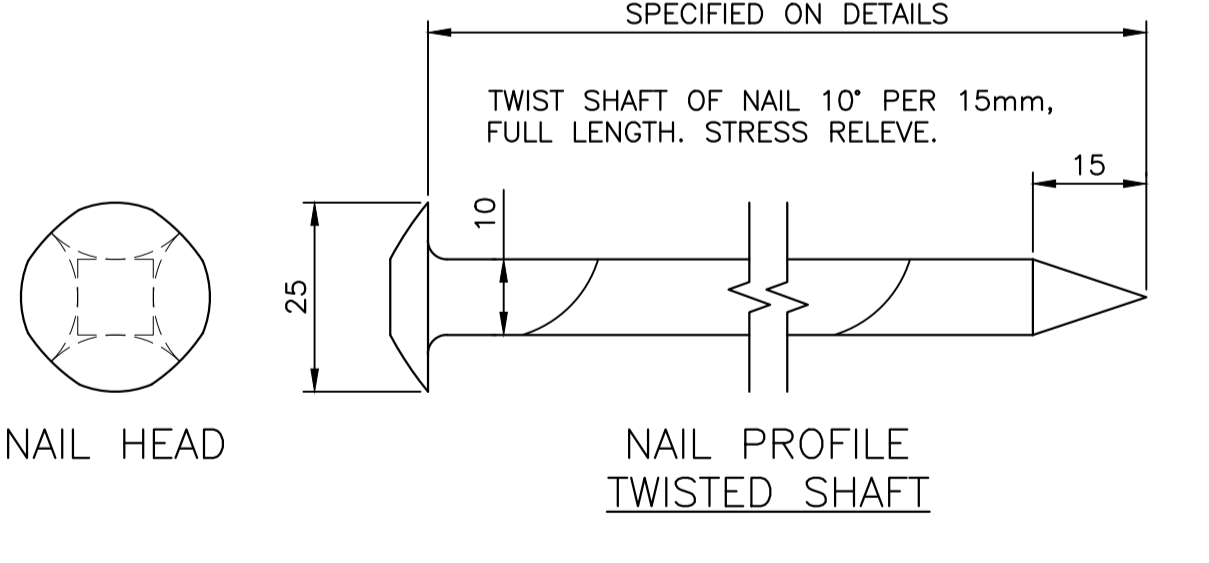 SPECIFIED ON DETAILS
TWIST SHAFT OF NAIL 10° PER 15mm,
FULL LENGTH. STRESS RELEVE.
15
10
25
NAIL HEAD
NAIL PROFILE
TWISTED SHAFT